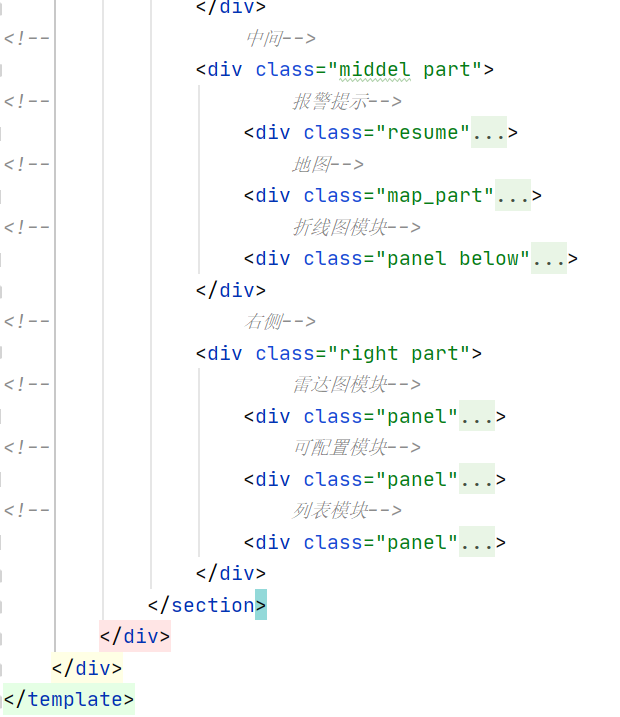 </div>
<!-- 中间-->
<div class="middel part">
<!-- 报警提示-->
<div class="resume"...>
<!-- 地图-->
<div class="map_part"...>
<!-- 折线图模块-->
<div class="panel below"...>
</div>
<!-- 右侧-->
<div class="right part">
<!-- 雷达图模块-->
<div class="panel"...>
<!-- 可配置模块-->
<div class="panel"...>
<!-- 列表模块-->
<div class="panel"...>
</div>
</section>
</div>
</div>
</template>